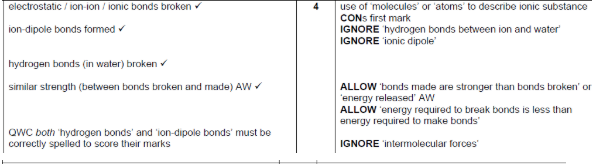 electrostatic / ion-ion / ionic bonds broken ✓
ion-dipole bonds formed ✓
hydrogen bonds (in water) broken ✓
similar strength (between bonds broken and made) AW ✓
QWC both 'hydrogen bonds' and 'ion-dipole bonds' must be
correctly spelled to score their marks
4
use of 'molecules' or 'atoms' to describe ionic substance
CONs first mark
IGNORE 'hydrogen bonds between ion and water'
IGNORE 'ionic dipole'
ALLOW 'bonds made are stronger than bonds broken' or
'energy released' AW
ALLOW 'energy required to break bonds is less than
energy required to make bonds'
IGNORE 'intermolecular forces'